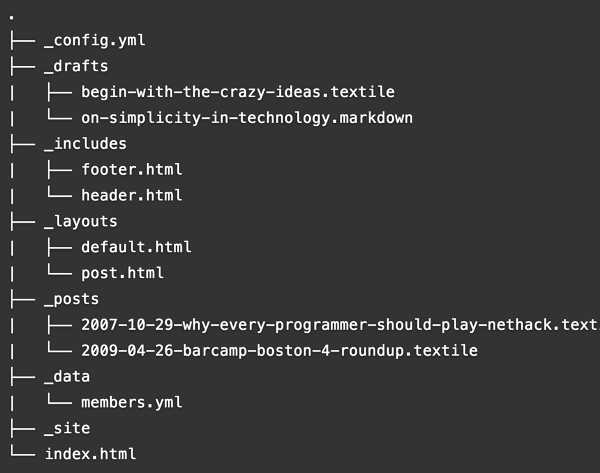 .
├── _config.yml
├── _drafts
|   ├── begin-with-the-crazy-ideas.textile
|   └── on-simplicity-in-technology.markdown
├── _includes
|   ├── footer.html
|   └── header.html
├── _layouts
|   ├── default.html
|   └── post.html
├── _posts
|   ├── 2007-10-29-why-every-programmer-should-play-nethack.texti
|   └── 2009-04-26-barcamp-boston-4-roundup.textile
├── _data
|   └── members.yml
├── _site
└── index.html